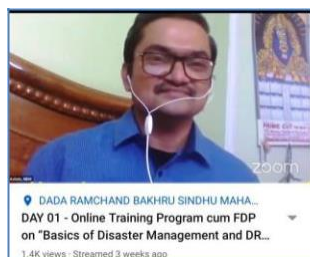 zoom
DADA RAMCHAND BAKHRU SINDHU MAHA...
DAY 01 - Online Training Program cum FDP
on “Basics of Disaster Management and DR...
1.4K views · Streamed 3 weeks ago